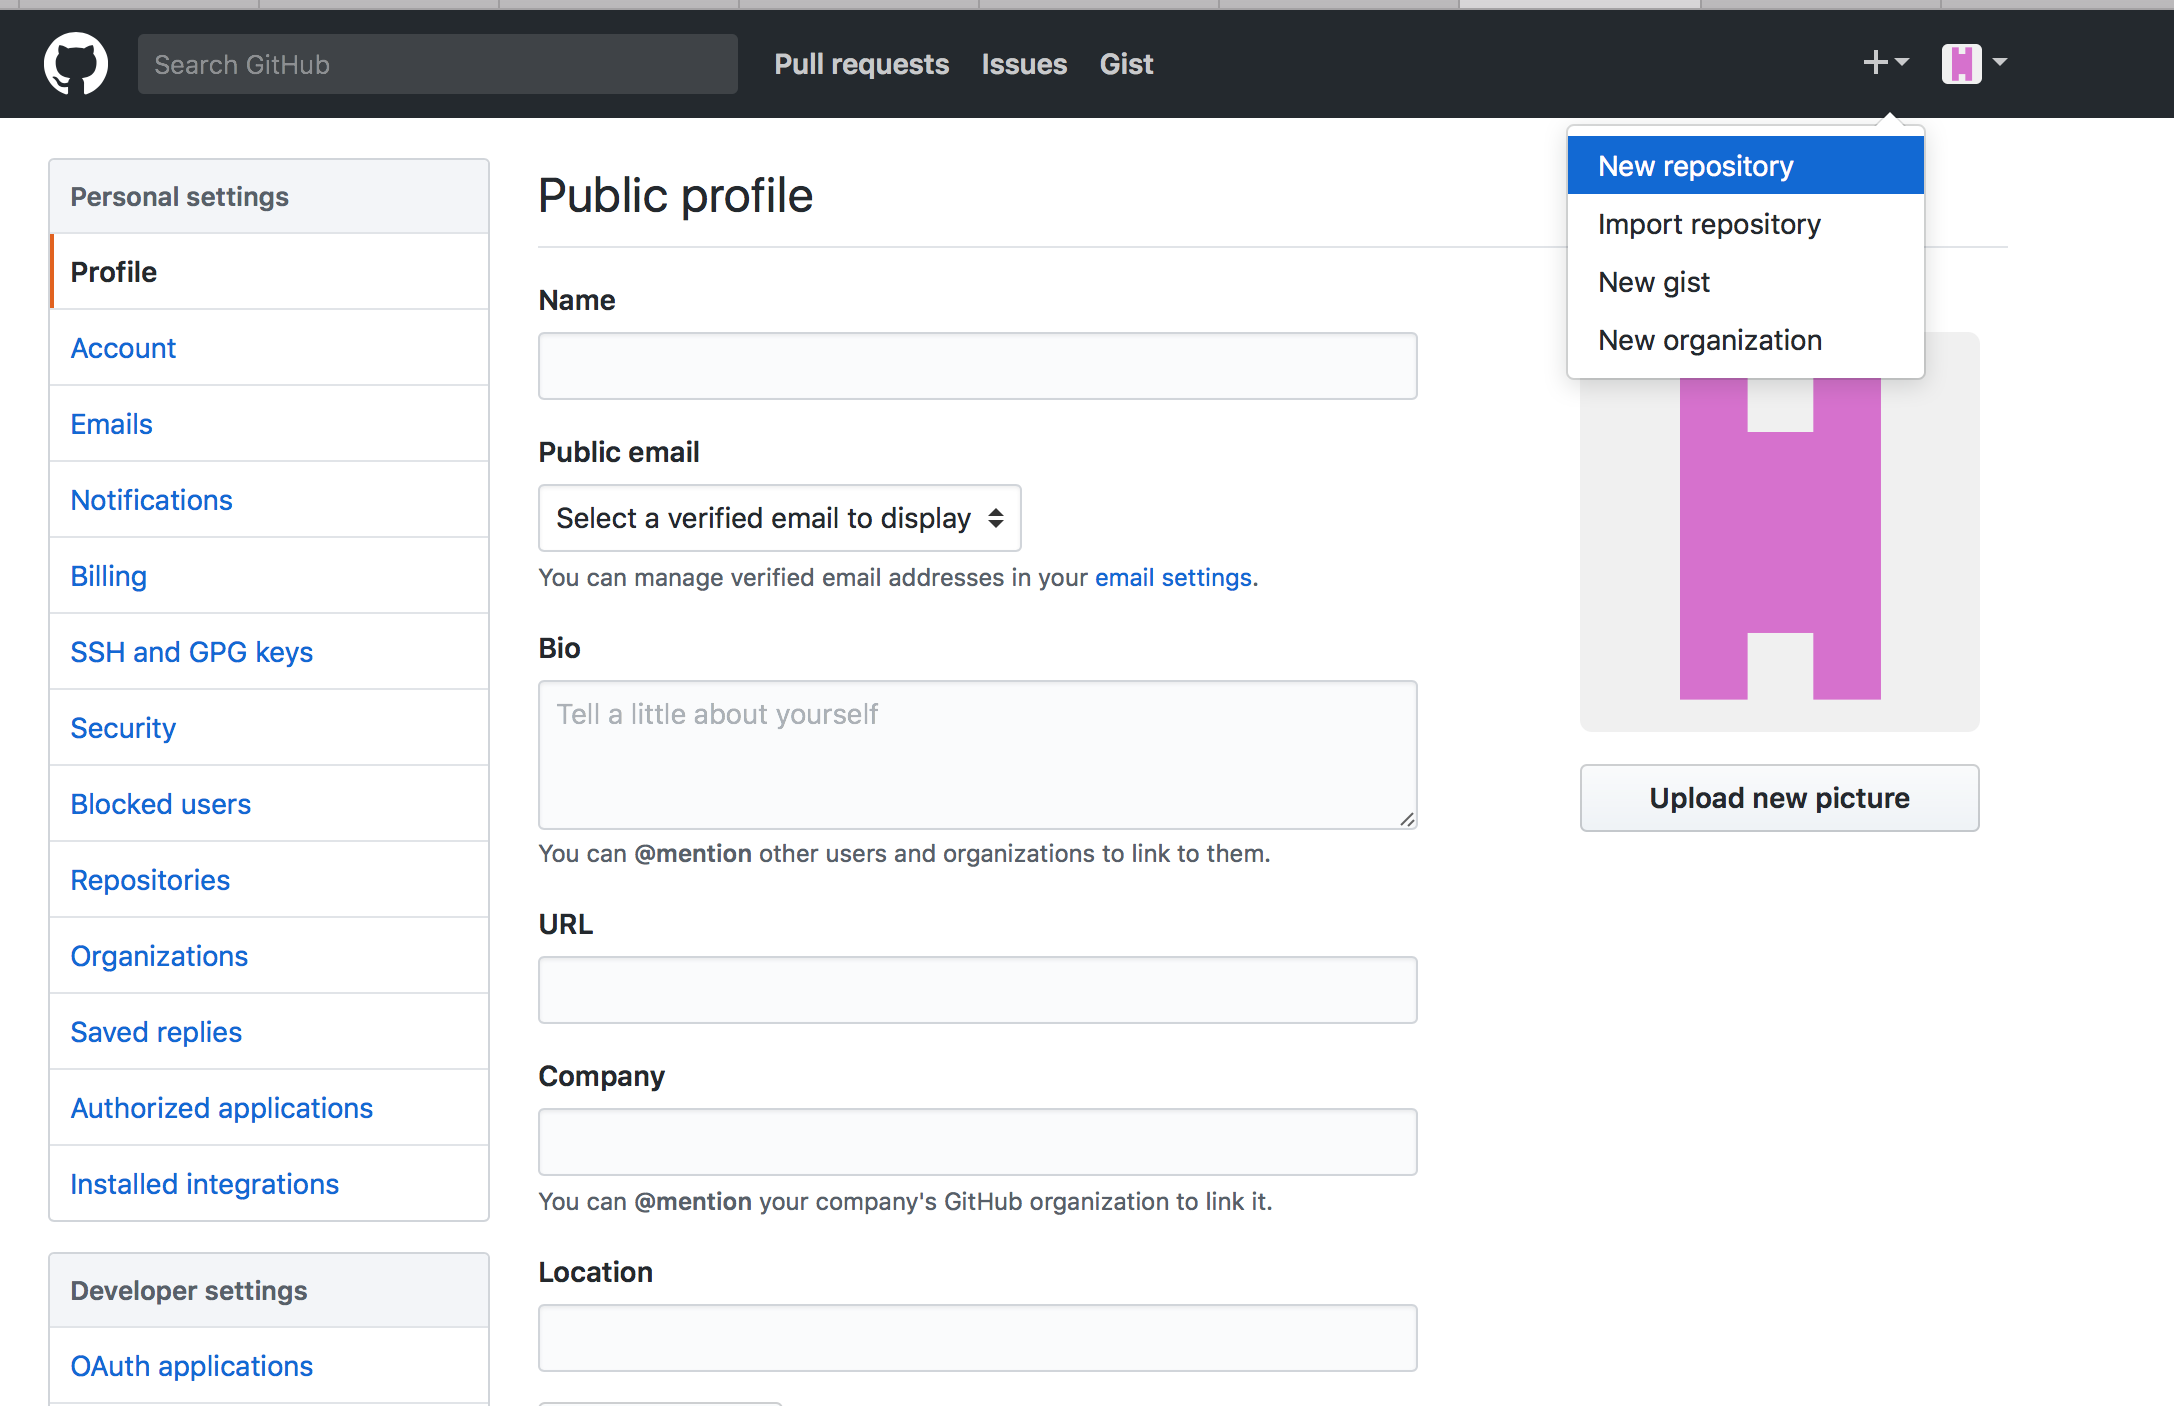 Search GitHub
Pull requests Issues Gist
New repository
Import repository
New gist
New organization
Personal settings
Profile
Account
Emails
Notifications
Billing
SSH and GPG keys
Security
Blocked users
Repositories
Organizations
Saved replies
Authorized applications
Installed integrations
Developer settings
OAuth applications
Public profile
Name
Public email
Select a verified email to display
You can manage verified email addresses in your email settings.
Bio
Tell a little about yourself
You can @mention other users and organizations to link to them.
URL
Company
You can @mention your company's GitHub organization to link it.
Location
Upload new picture